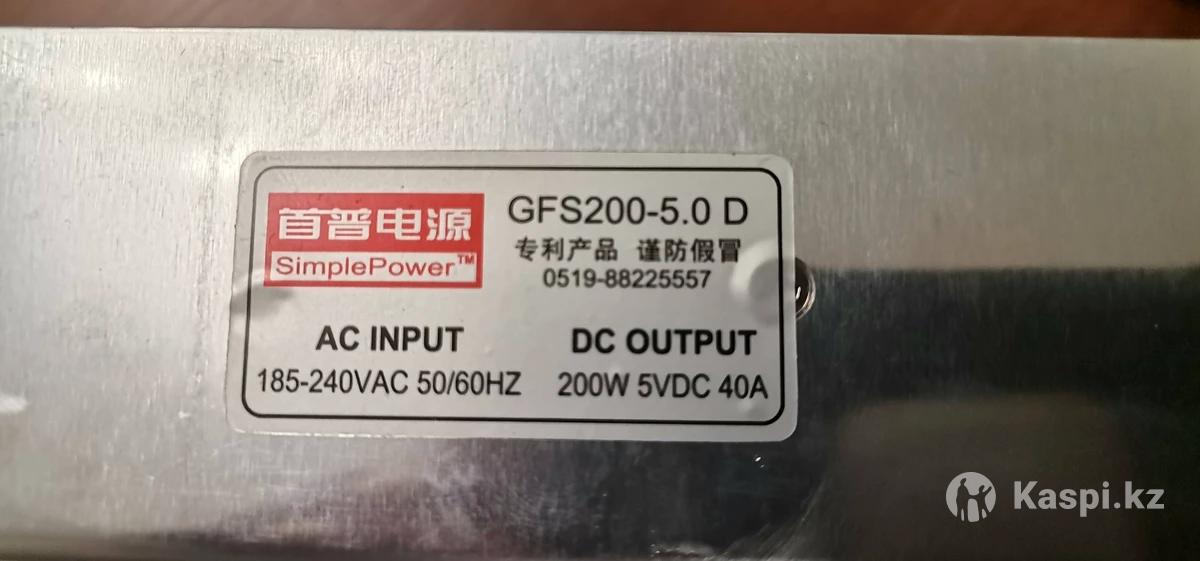 首普电源
SimplePower™
GFS200-5.0 D
专利产品 谨防假冒
0519-88225557
AC INPUT
185-240VAC 50/60HZ
DC OUTPUT
200W 5VDC 40A
Kaspi.kz